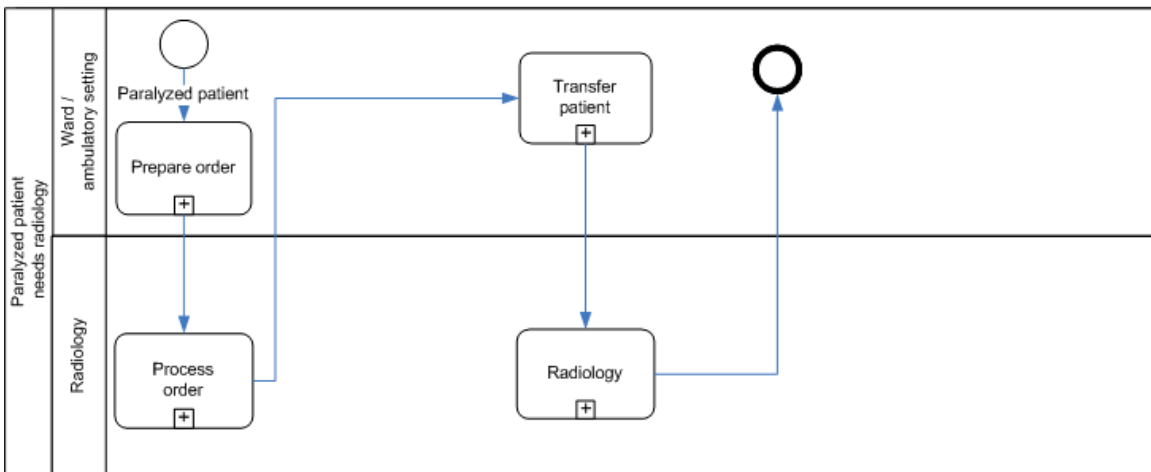 Paralyzed patient
needs radiology
Ward /
ambulatory setting
Paralyzed patient
Prepare order
+
Transfer
patient
+
Radiology
Process
order
+
Radiology
+